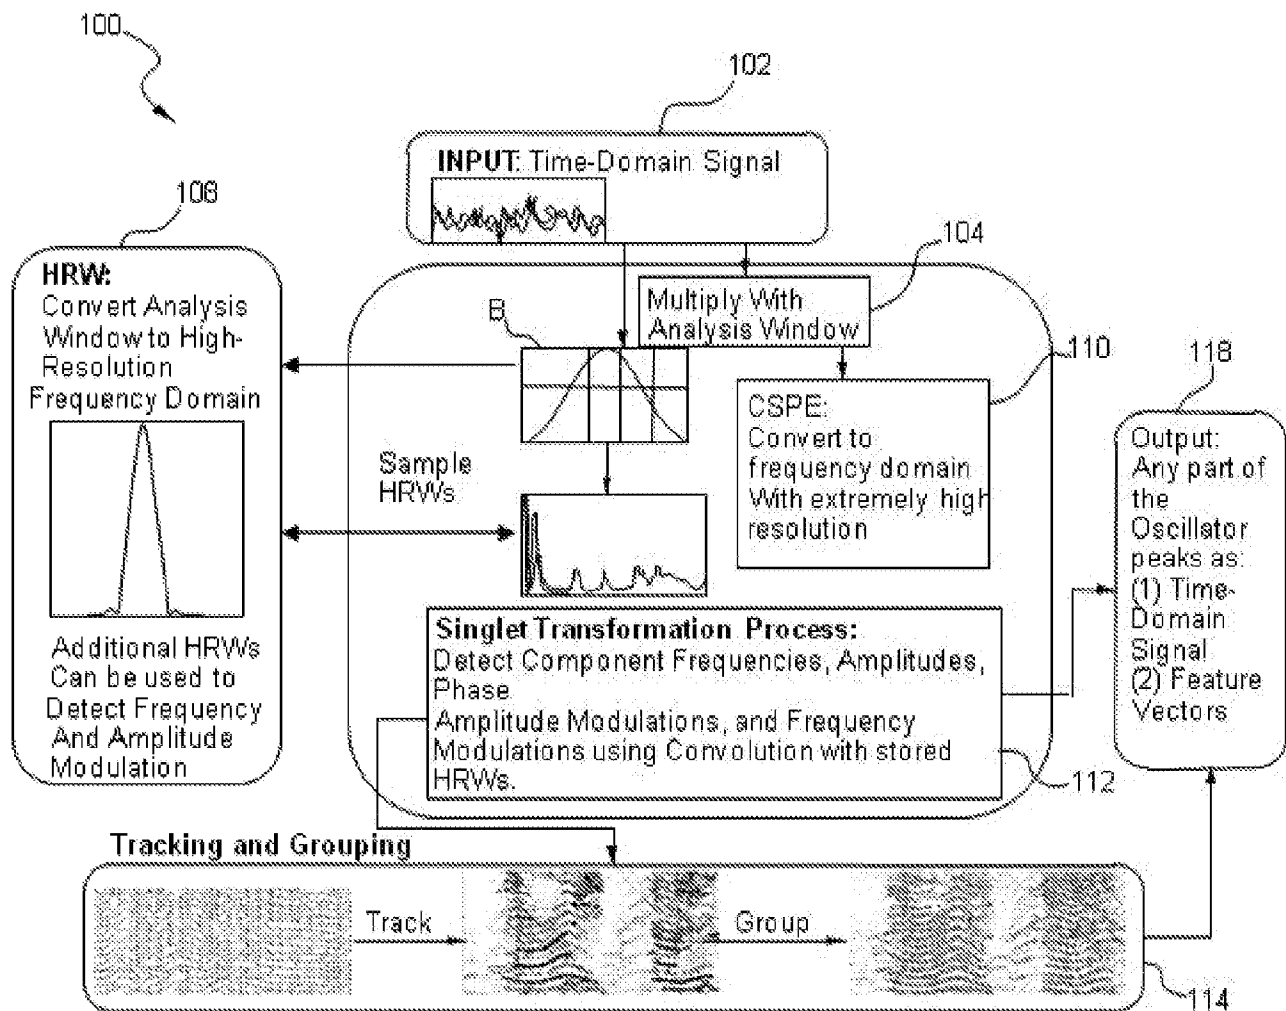 100
102
INPUT: Time-Domain Signal
106
HRW:
Convert Analysis
Window to High-
Resolution
Frequency Domain
Additional HRWs
Can be used to
Detect Frequency
And Amplitude
Modulation
104
Multiply With
Analysis Window
B
110
CSPE:
Convert to
frequency domain
With extremely high
resolution
Sample
HRWs
118
Output:
Any part of
the
Oscillator
peaks as:
(1) Time-
Domain
Signal
(2) Feature
Vectors
Singlet Transformation Process:
Detect Component Frequencies, Amplitudes,
Phase
Amplitude Modulations, and Frequency
Modulations using Convolution with stored
HRWs.
112
Tracking and Grouping
Track
Group
114